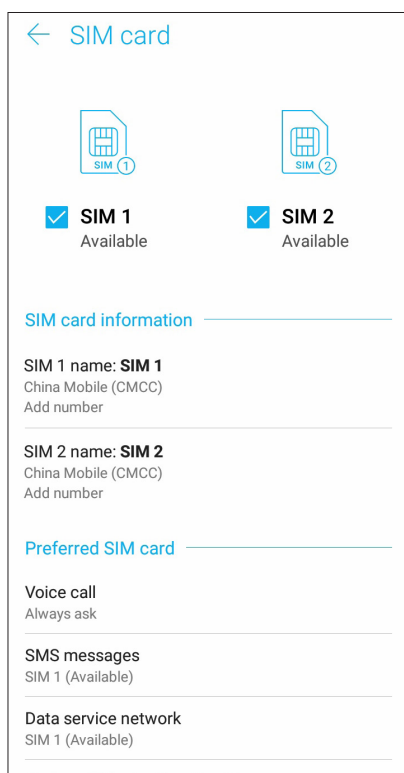 SIM card
SIM 1
SIM 2
SIM 1
SIM 2
Available
Available
SIM card information
SIM 1 name: SIM 1
China Mobile (CMCC)
Add number
SIM 2 name: SIM 2
China Mobile (CMCC)
Add number
Preferred SIM card
Voice call
Always ask
SMS messages
SIM 1 (Available)
Data service network
SIM 1 (Available)